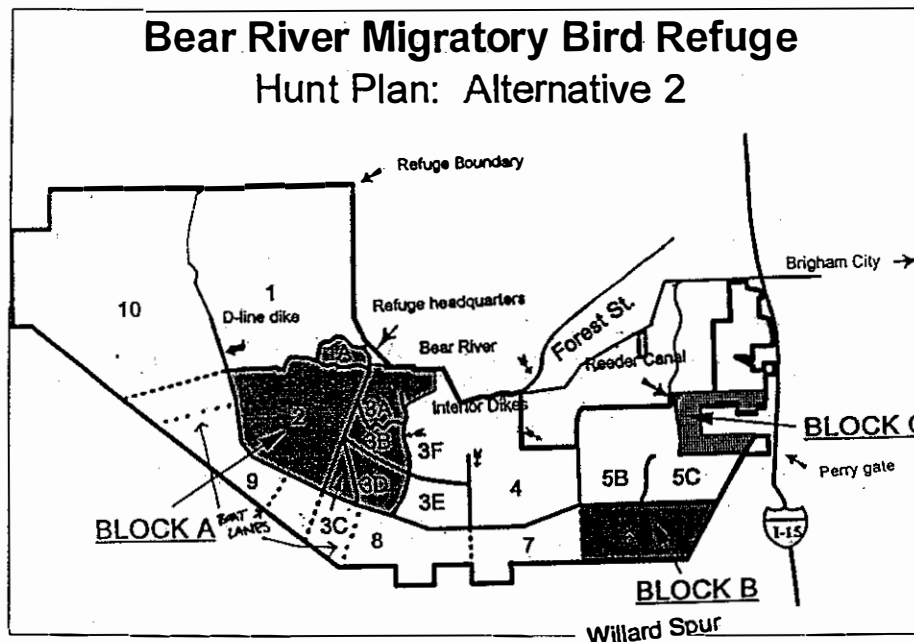 Bear River Migratory Bird Refuge
Hunt Plan: Alternative 2
Refuge Boundary
Brigham City
10
1
D-line dike
Refuge headquarters
Bear River
Forest St.
Reeder Canal
2
3A
Interior Dikes
3B
3F
BLOCK C
Perry gate
5B
5C
3D
3E
4
9
BLOCK A
BOAT LANES
3C
8
7
I-15
BLOCK B
Willard Spur